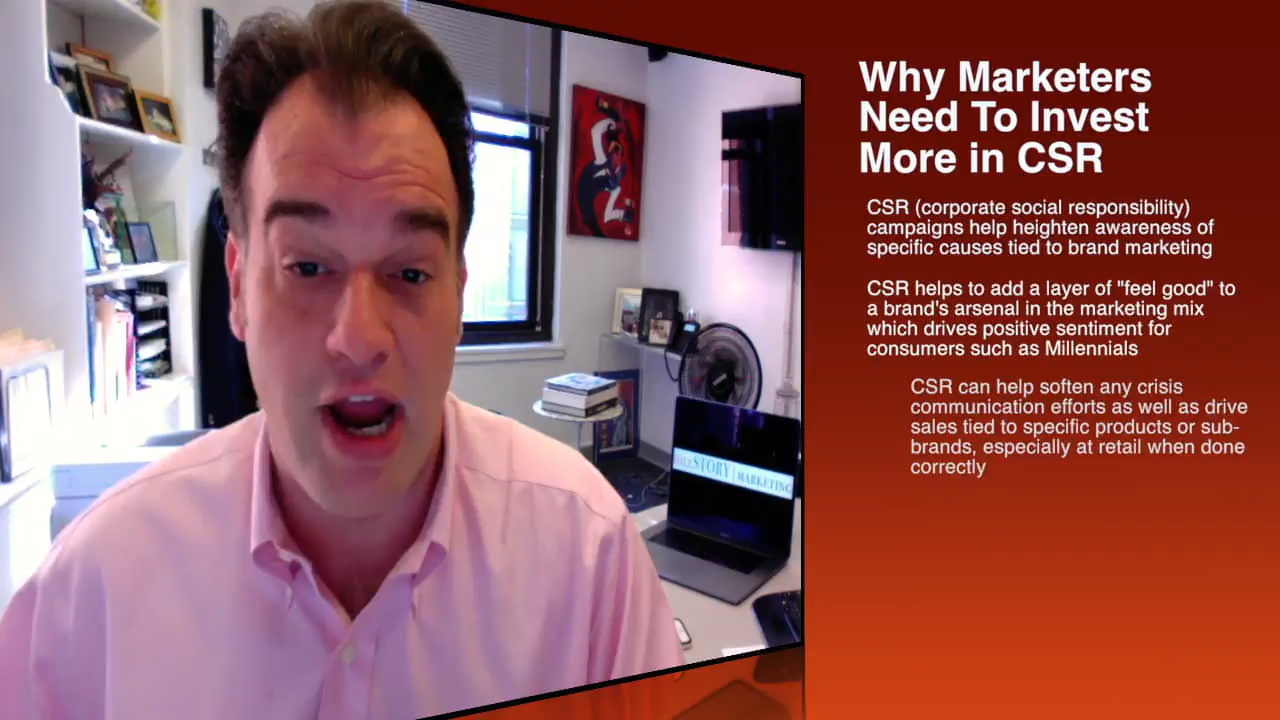 Why Marketers
Need To Invest
More in CSR
CSR (corporate social responsibility)
campaigns help heighten awareness of
specific causes tied to brand marketing
CSR helps to add a layer of "feel good" to
a brand's arsenal in the marketing mix
which drives positive sentiment for
consumers such as Millennials
CSR can help soften any crisis
communication efforts as well as drive
sales tied to specific products or sub-
brands, especially at retail when done
correctly
STORY | MARKETING